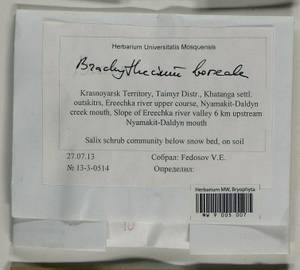 Herbarium Universitatis Mosquensis
Brachythecium boreale
Krasnoyarsk Territory, Taimyr Distr., Khatanga settl.
outskitrs, Ereechka river upper course, Nyamakit-Daldyn
creek mouth, Slope of Ereechka river valley 6 km upstream
Nyamakit-Daldyn mouth
Salix schrub community below snow bed, on soil
27.07.13 Собрал: Fedosov V.E.
№ 13-3-0514 Определил:
Herbarium MW, Bryophyta
MW 9 005 007
10